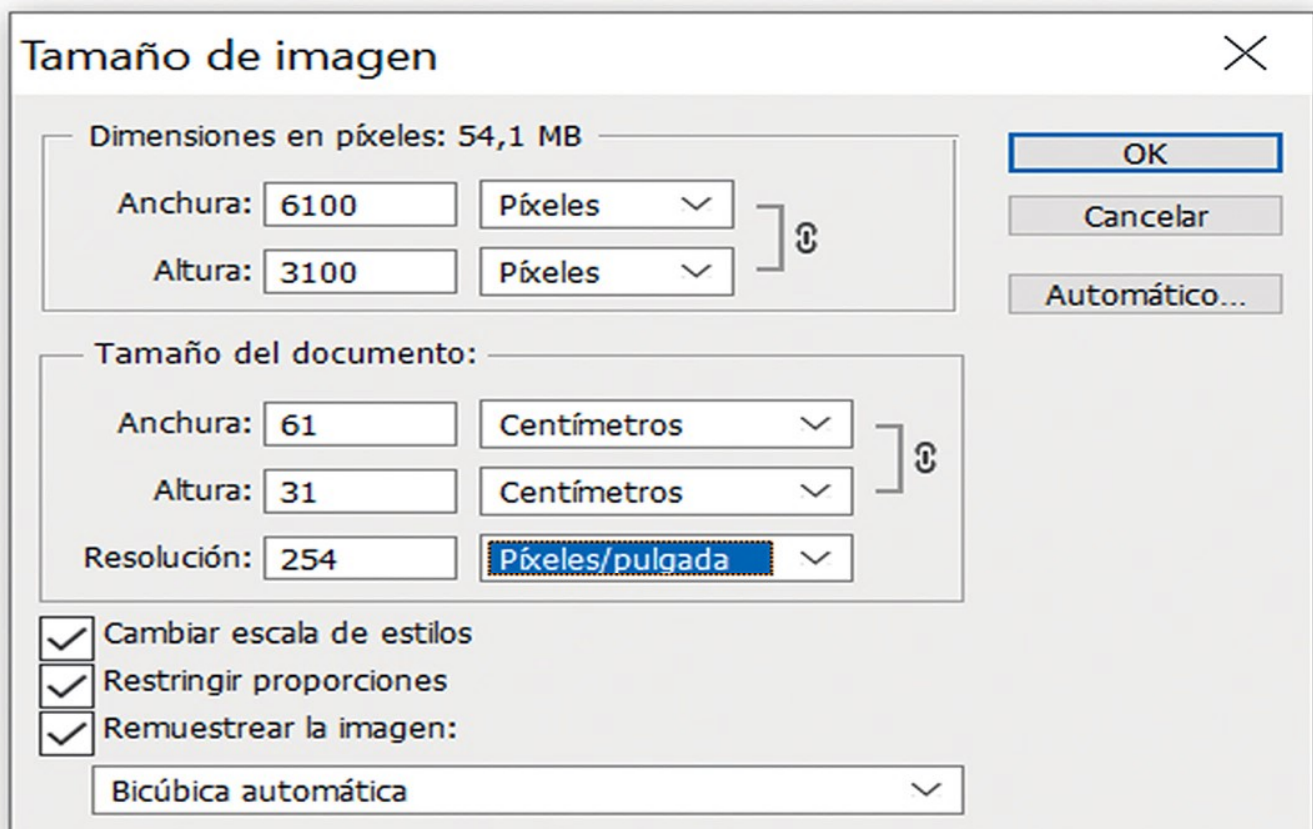 Tamaño de imagen
Dimensiones en píxeles: 54,1 MB
OK
Anchura: 6100 Píxeles
Cancelar
Altura: 3100 Píxeles
Automático...
Tamaño del documento:
Anchura: 61 Centímetros
Altura: 31 Centímetros
Resolución: 254 Píxeles/pulgada
Cambiar escala de estilos
Restringir proporciones
Remuestrear la imagen:
Bicúbica automática